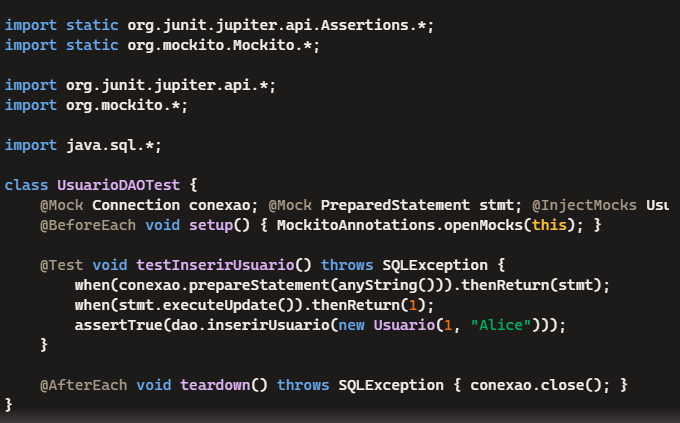 import static org.junit.jupiter.api.Assertions.*;
import static org.mockito.Mockito.*;
import org.junit.jupiter.api.*;
import org.mockito.*;
import java.sql.*;
class UsuarioDAOTest {
@Mock Connection conexao; @Mock PreparedStatement stmt; @InjectMocks Usu
@BeforeEach void setup() { MockitoAnnotations.openMocks(this); }
@Test void testInserirUsuario() throws SQLException {
when(conexao.prepareStatement(anyString())).thenReturn(stmt);
when(stmt.executeUpdate()).thenReturn(1);
assertTrue(dao.inserirUsuario(new Usuario(1, "Alice")));
}
@AfterEach void teardown() throws SQLException { conexao.close(); }
}